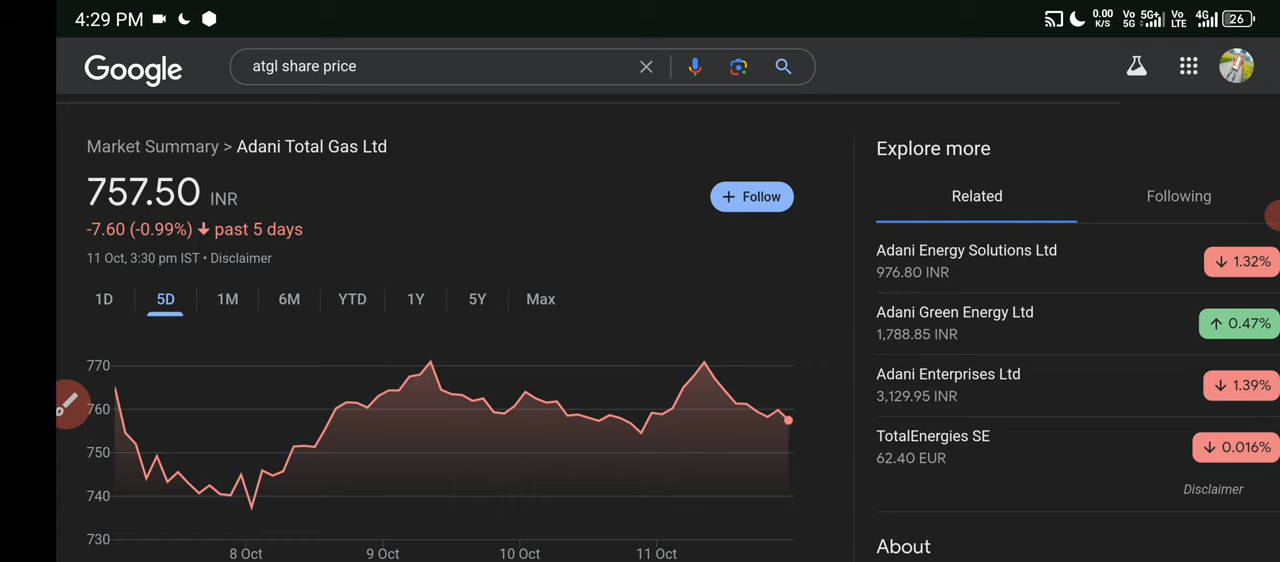 4:29 PM
0.00 K/S Vo 5G 5G+ Vo LTE 4G 26
Google
atgl share price
Market Summary > Adani Total Gas Ltd
757.50 INR
-7.60 (-0.99%) ↓ past 5 days
11 Oct, 3:30 pm IST • Disclaimer
+ Follow
1D 5D 1M 6M YTD 1Y 5Y Max
770
760
750
740
730
8 Oct 9 Oct 10 Oct 11 Oct
Explore more
Related Following
Adani Energy Solutions Ltd
976.80 INR
↓ 1.32%
Adani Green Energy Ltd
1,788.85 INR
↑ 0.47%
Adani Enterprises Ltd
3,129.95 INR
↓ 1.39%
TotalEnergies SE
62.40 EUR
↓ 0.016%
Disclaimer
About